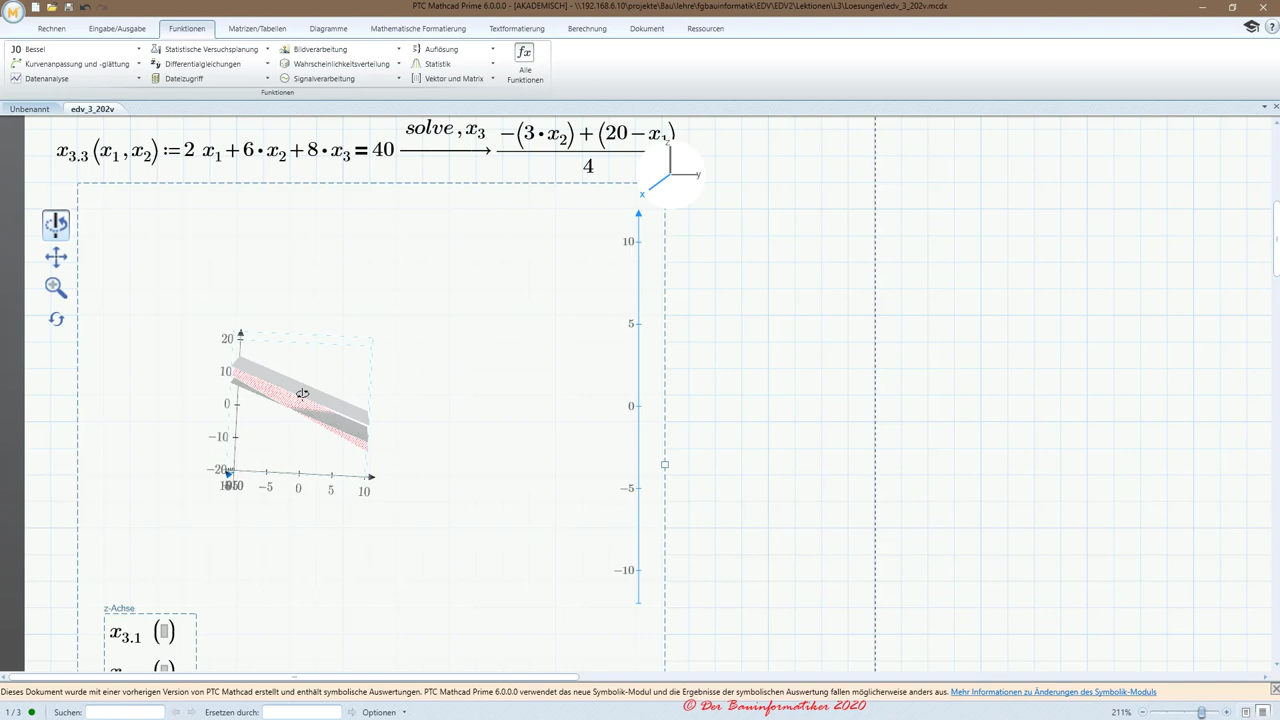 PTC Mathcad Prime 6.0.0.0 - [AKADEMISCH] - \\192.168.6.10\projekte\Bau\lehre\fgbauinformatik\EDV\EDV2\Lektionen\L3\Loesungen\edv_3_202v.mcdx
Rechnen Eingabe/Ausgabe Funktionen Matrizen/Tabellen Diagramme Mathematische Formatierung Textformatierung Berechnung Dokument Ressourcen
Bessel Statistische Versuchsplanung Bildverarbeitung Auflösung
Kurvenanpassung und -glättung Differentialgleichungen Wahrscheinlichkeitsverteilung Statistik
Datenanalyse Dateizugriff Signalverarbeitung Vektor und Matrix
fx
Alle Funktionen
Funktionen
Unbenannt edv_3_202v
x₃.₃(x₁,x₂):=2 x₁+6·x₂+8·x₃=40 solve,x₃ −(3·x₂)+(20−x₁)
4
z
y
x
10
5
0
−5
−10
20
10
0
−10
−20
−5 0 5 10
z-Achse
x₃.₁ ()
Dieses Dokument wurde mit einer vorherigen Version von PTC Mathcad erstellt und enthält symbolische Auswertungen. PTC Mathcad Prime 6.0.0.0 verwendet das neue Symbolik-Modul und die Ergebnisse der symbolischen Auswertung fallen möglicherweise anders aus. Mehr Informationen zu Änderungen des Symbolik-Moduls
1 / 3 Suchen: Ersetzen durch: Optionen 211%
© Der Bauinformatiker 2020